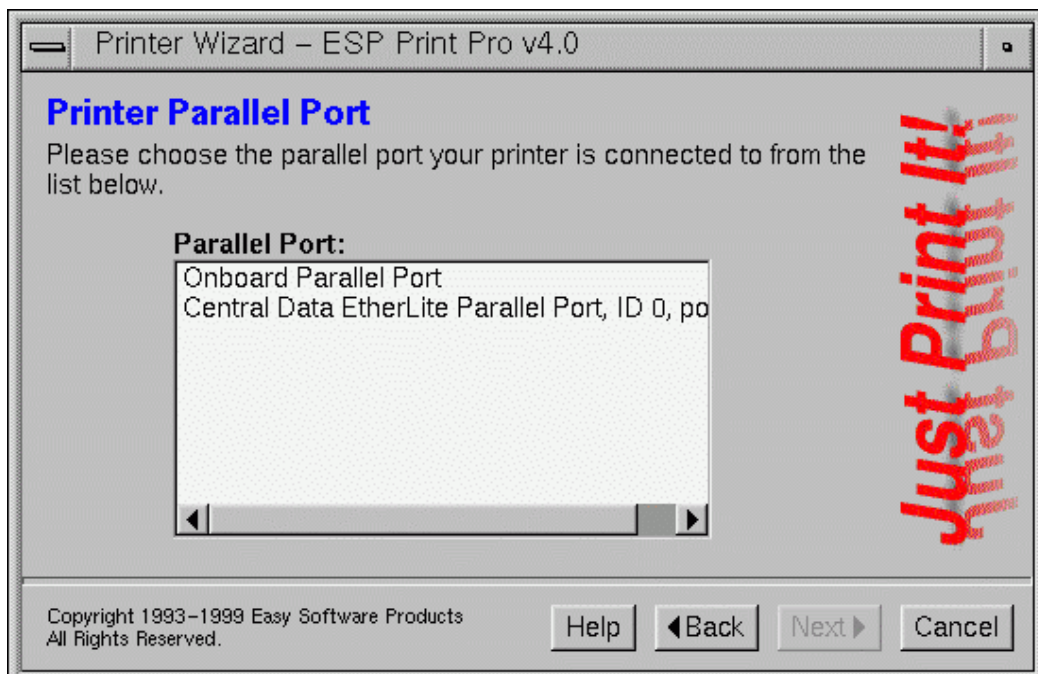 Printer Wizard – ESP Print Pro v4.0
Printer Parallel Port
Please choose the parallel port your printer is connected to from the
list below.
Parallel Port:
Onboard Parallel Port
Central Data EtherLite Parallel Port, ID 0, po
Just Print It!
Copyright 1993–1999 Easy Software Products
All Rights Reserved.
Help
Back
Next
Cancel